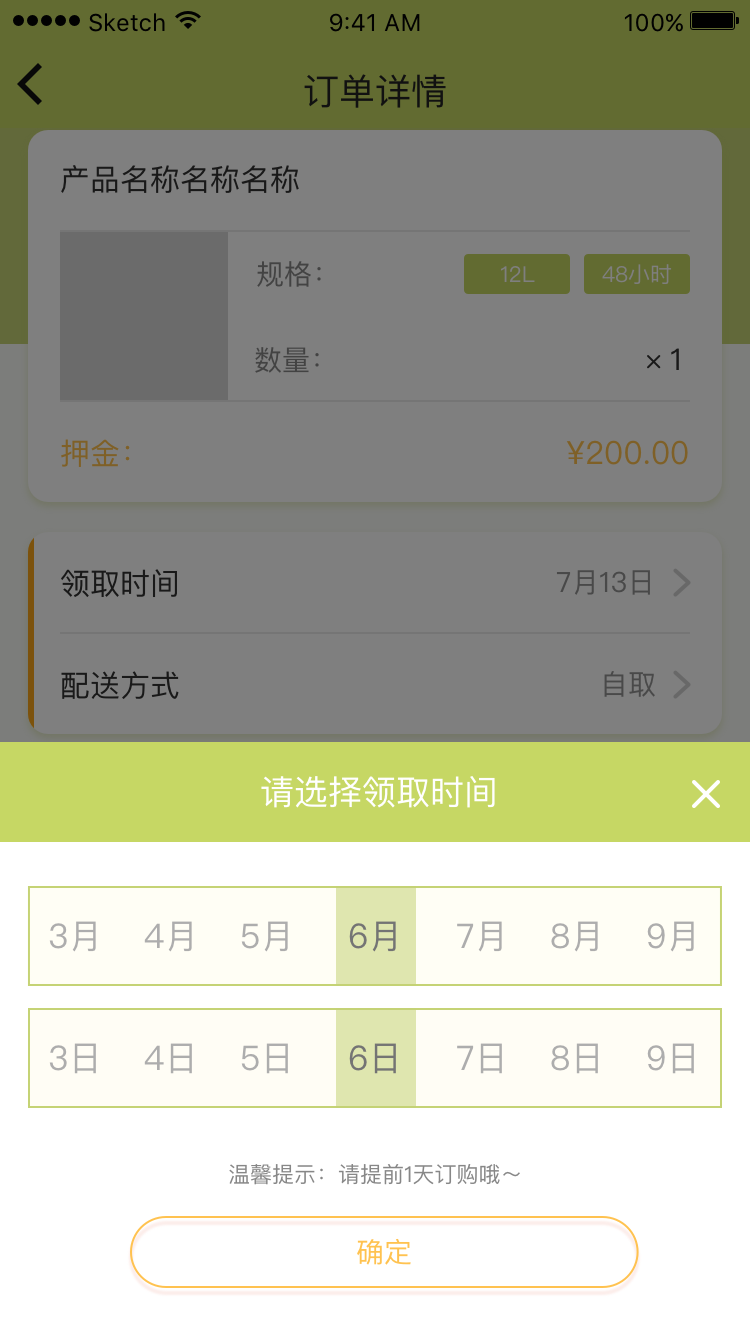 Sketch 9:41 AM 100%
订单详情
产品名称名称名称
规格： 12L 48小时
数量： × 1
押金： ¥200.00
领取时间 7月13日
配送方式 自取
请选择领取时间
3月 4月 5月 6月 7月 8月 9月
3日 4日 5日 6日 7日 8日 9日
温馨提示：请提前1天订购哦～
确定